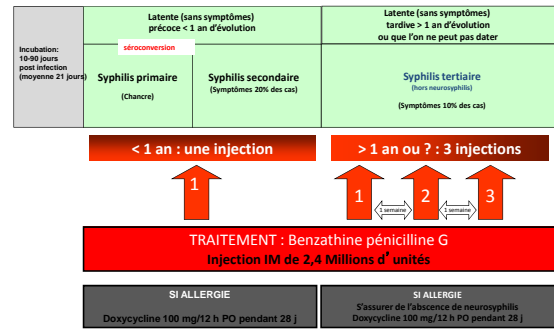 Latente (sans symptômes)
précoce < 1 an d'évolution
Latente (sans symptômes)
tardive > 1 an d'évolution
ou que l'on ne peut pas dater
Incubation:
10-90 jours
post infection
(moyenne 21 jours)
séroconversion
Syphilis primaire
(Chancre)
Syphilis secondaire
(Symptômes 20% des cas)
Syphilis tertiaire
(hors neurosyphilis)
(Symptômes 10% des cas)
< 1 an : une injection
> 1 an ou ? : 3 injections
1
1
2
3
1 semaine
1 semaine
TRAITEMENT : Benzathine pénicilline G
Injection IM de 2,4 Millions d' unités
SI ALLERGIE
Doxycycline 100 mg/12 h PO pendant 28 j
SI ALLERGIE
S'assurer de l'abscence de neurosyphilis
Doxycycline 100 mg/12 h PO pendant 28 j